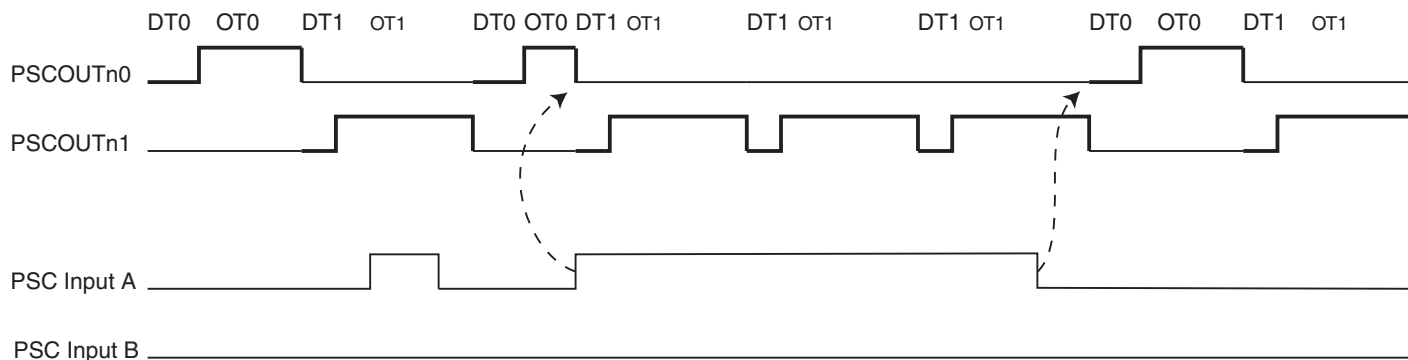 DT0 OT0 DT1 OT1 DT0 OT0 DT1 OT1 DT1 OT1 DT1 OT1 DT0 OT0 DT1 OT1
PSCOUTn0
PSCOUTn1
PSC Input A
PSC Input B